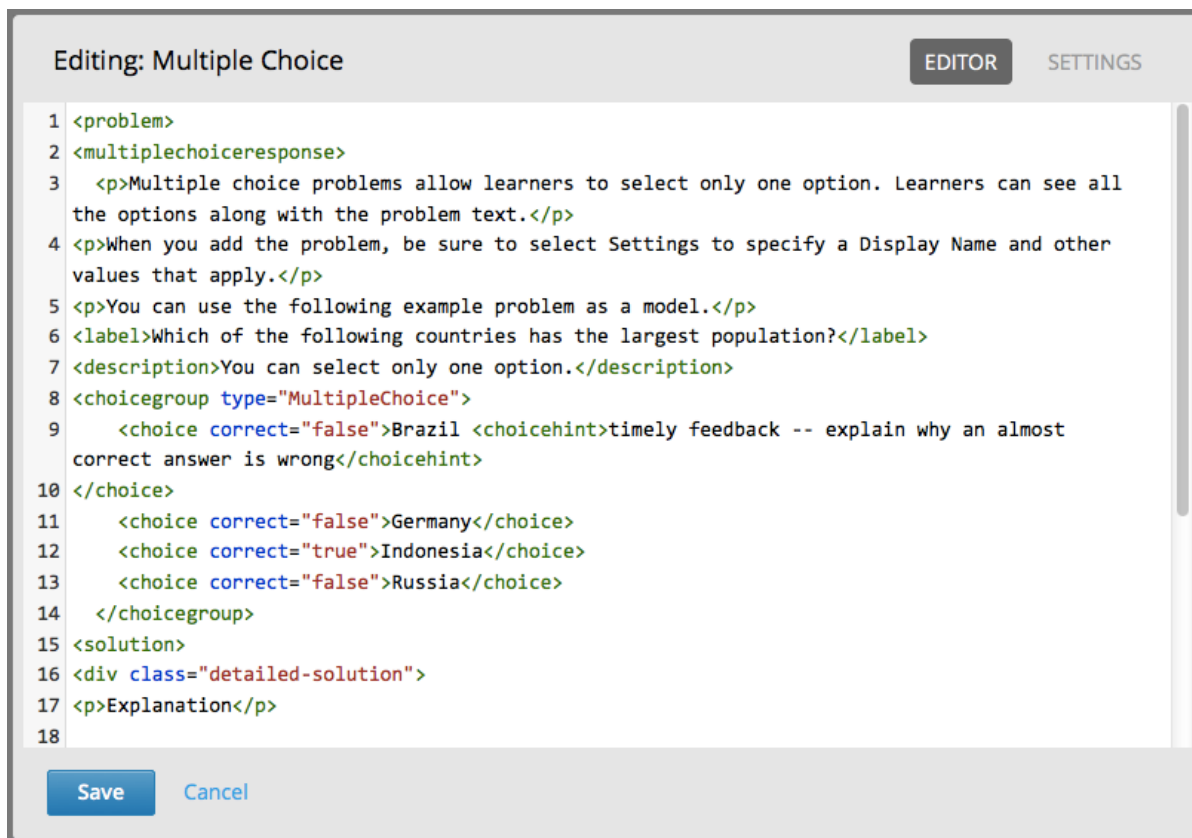 Editing: Multiple Choice
EDITOR
SETTINGS
1 <problem>
2 <multiplechoiceresponse>
3   <p>Multiple choice problems allow learners to select only one option. Learners can see all
the options along with the problem text.</p>
4 <p>When you add the problem, be sure to select Settings to specify a Display Name and other
values that apply.</p>
5 <p>You can use the following example problem as a model.</p>
6 <label>Which of the following countries has the largest population?</label>
7 <description>You can select only one option.</description>
8 <choicegroup type="MultipleChoice">
9     <choice correct="false">Brazil <choicehint>timely feedback -- explain why an almost
correct answer is wrong</choicehint>
10 </choice>
11     <choice correct="false">Germany</choice>
12     <choice correct="true">Indonesia</choice>
13     <choice correct="false">Russia</choice>
14   </choicegroup>
15 <solution>
16 <div class="detailed-solution">
17 <p>Explanation</p>
18
Save
Cancel